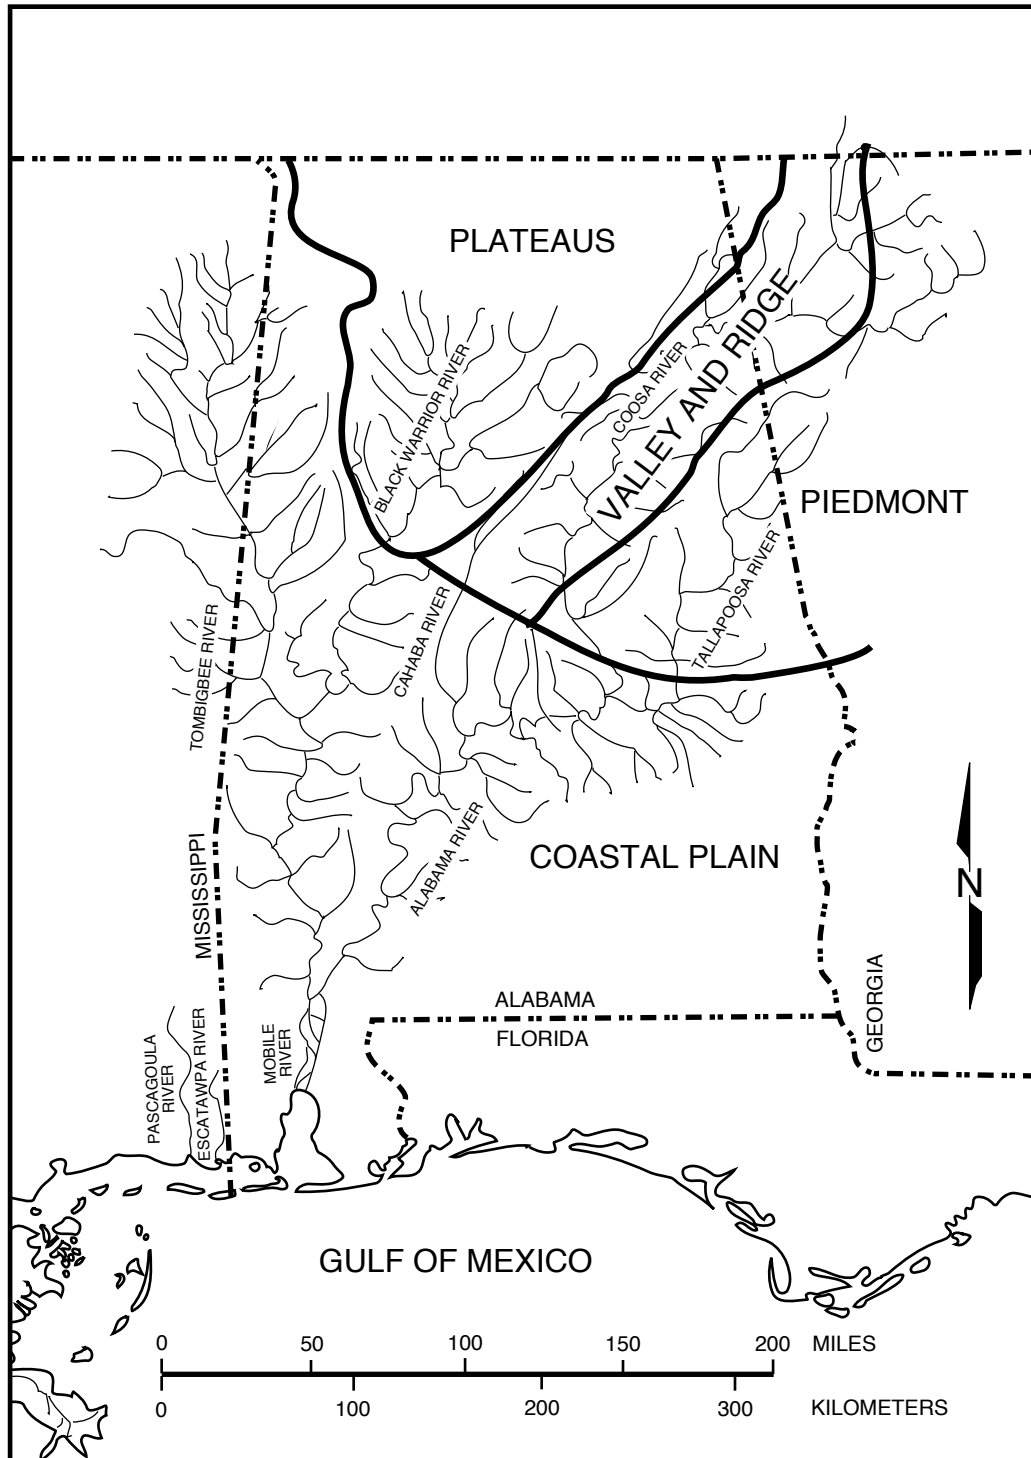 PLATEAUS
BLACK WARRIOR RIVER
COOSA RIVER
VALLEY AND RIDGE
PIEDMONT
TALLAPOOSA RIVER
CAHABA RIVER
TOMBIGBEE RIVER
ALABAMA RIVER
COASTAL PLAIN
MISSISSIPPI
N
GEORGIA
ALABAMA
FLORIDA
PASCAGOULA
RIVER
ESCATAWPA RIVER
MOBILE
RIVER
GULF OF MEXICO
0 50 100 150 200 MILES
0 100 200 300 KILOMETERS